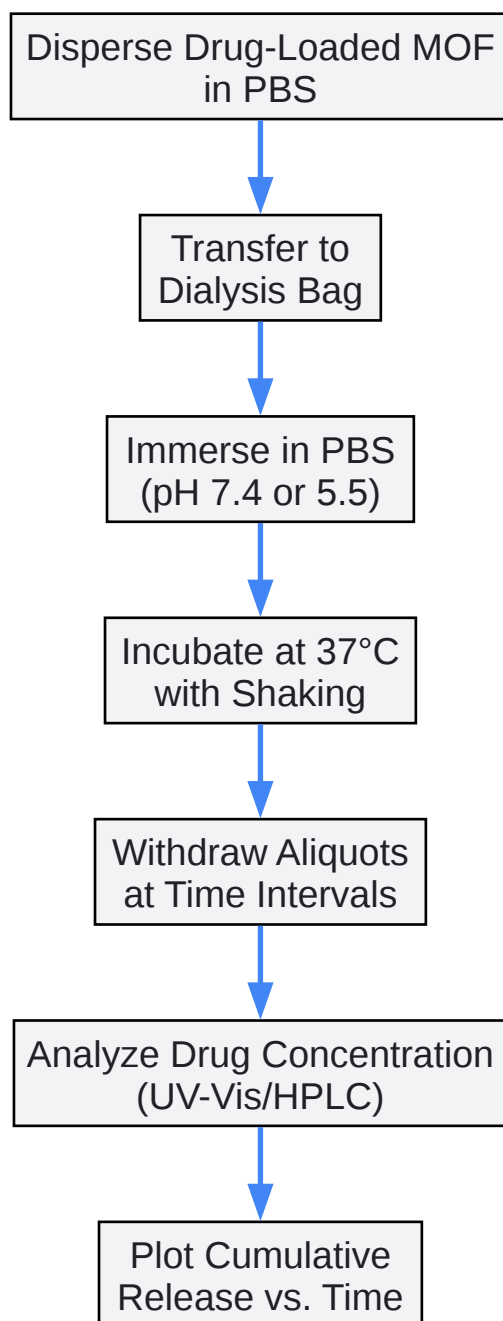 Disperse Drug-Loaded MOF
in PBS
Transfer to
Dialysis Bag
Immerse in PBS
(pH 7.4 or 5.5)
Incubate at 37°C
with Shaking
Withdraw Aliquots
at Time Intervals
Analyze Drug Concentration
(UV-Vis/HPLC)
Plot Cumulative
Release vs. Time